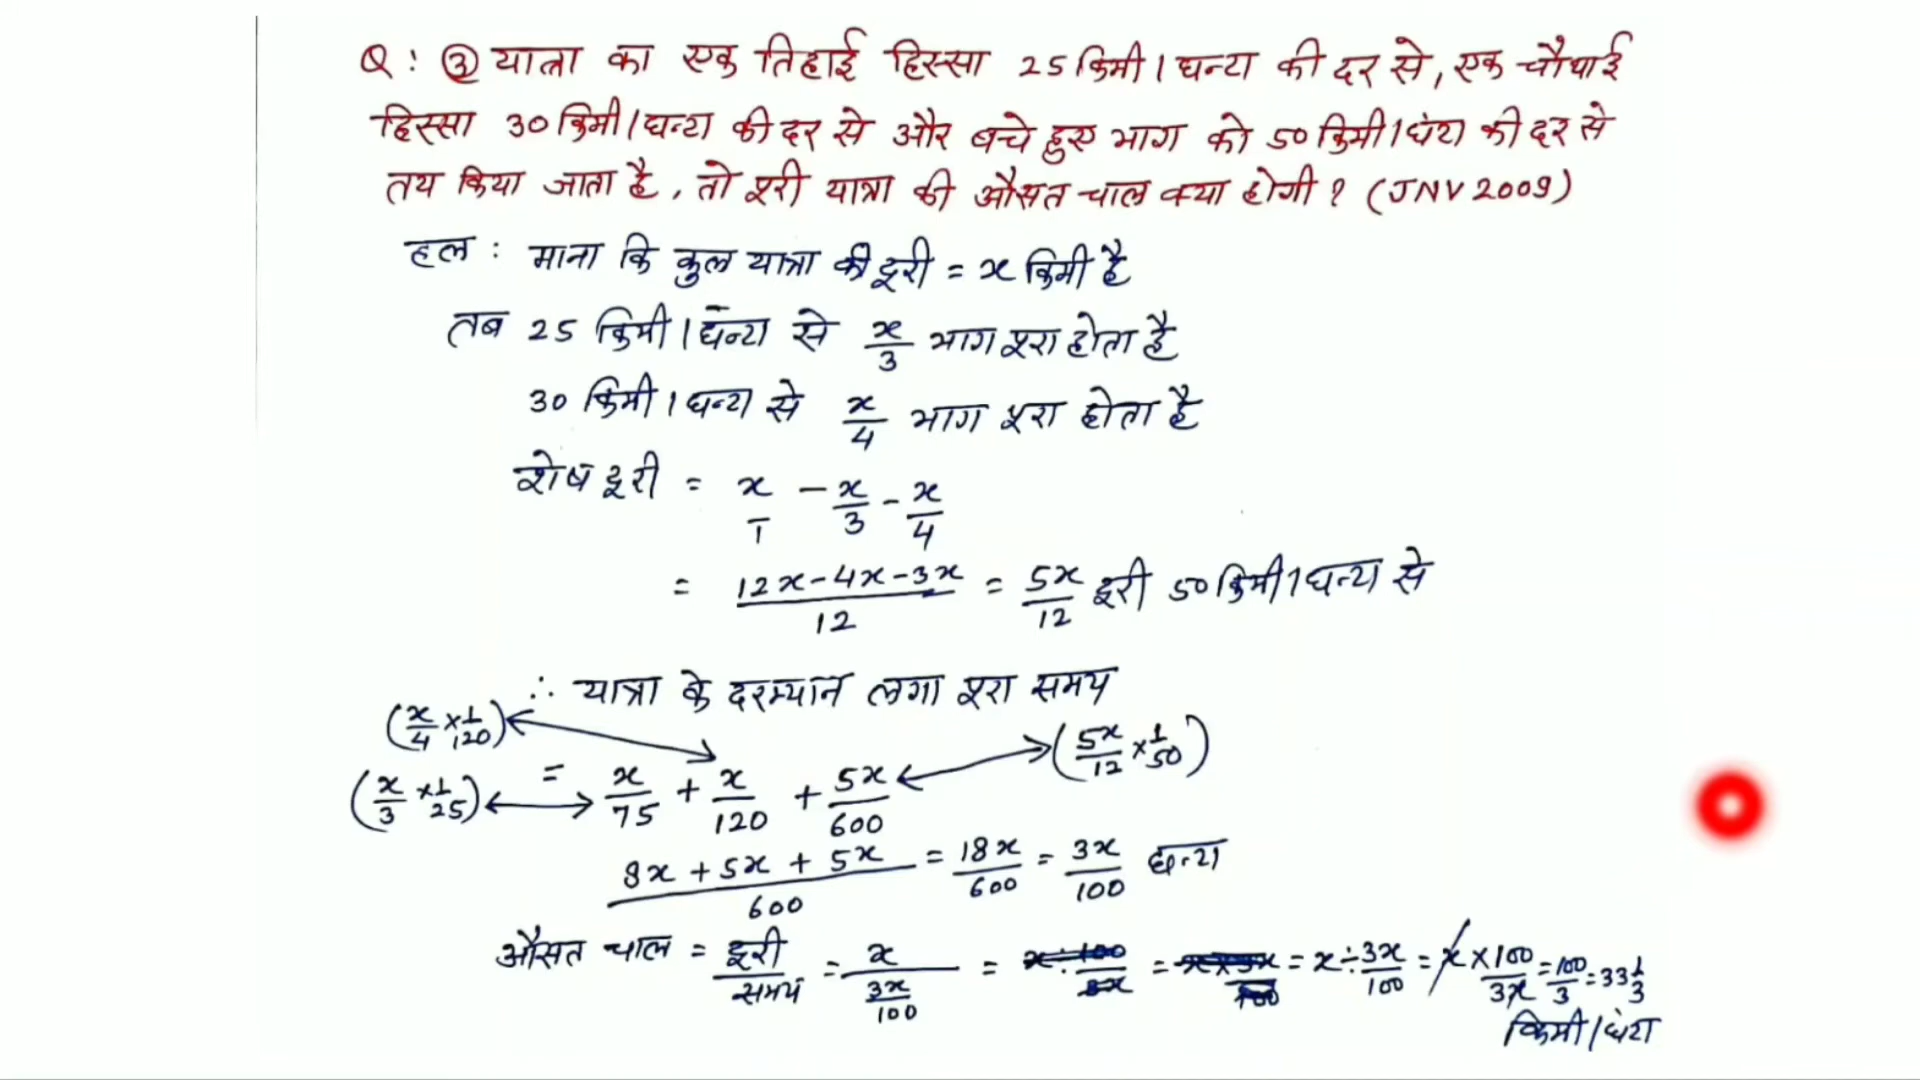 Q : ③ यात्रा का एक तिहाई हिस्सा 25 किमी/घन्टा की दर से, एक चौथाई
हिस्सा 30 किमी/घन्टा की दर से और बचे हुए भाग को 50 किमी/घंटा की दर से
तय किया जाता है, तो पूरी यात्रा की औसत चाल क्या होगी? (JNV 2009)
हल : माना कि कुल यात्रा की दूरी = x किमी है
तब 25 किमी/घन्टा से x/3 भाग पूरा होता है
30 किमी/घन्टा से x/4 भाग पूरा होता है
शेष दूरी = x/1 - x/3 - x/4
= 12x-4x-3x/12 = 5x/12 दूरी 50 किमी/घन्टा से
∴ यात्रा के दरम्यान लगा पूरा समय
(x/4 × 1/120) (5x/12 × 1/50)
(x/3 × 1/25) = x/75 + x/120 + 5x/600
8x + 5x + 5x/600 = 18x/600 = 3x/100 घन्टा
औसत चाल = दूरी/समय = x/(3x/100) = = = x ÷ 3x/100 = x × 100/3x = 100/3 = 33 1/3
किमी/घंटा